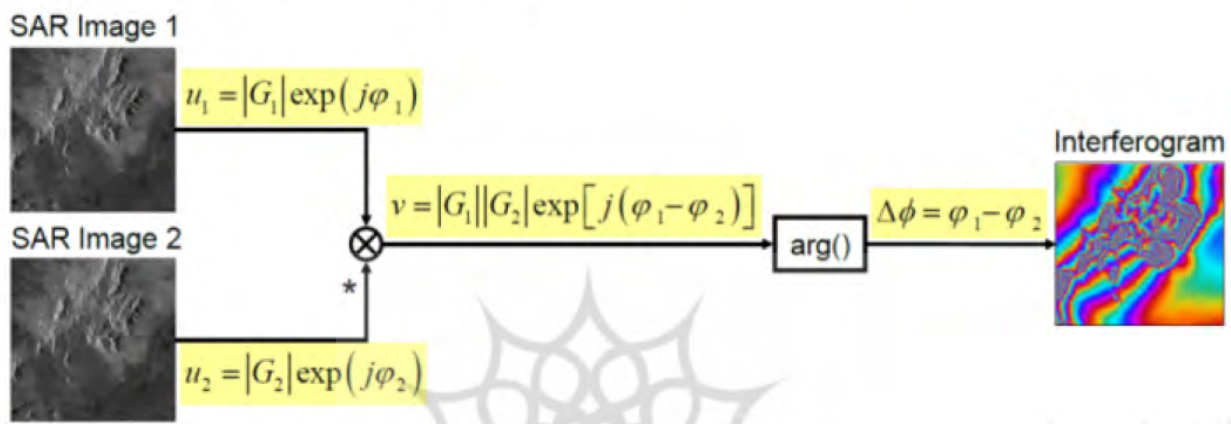 SAR Image 1
u₁ = |G₁| exp(jφ₁)
Interferogram
v = |G₁||G₂| exp[j(φ₁−φ₂)]
arg()
Δϕ = φ₁−φ₂
SAR Image 2
*
u₂ = |G₂| exp(jφ₂)